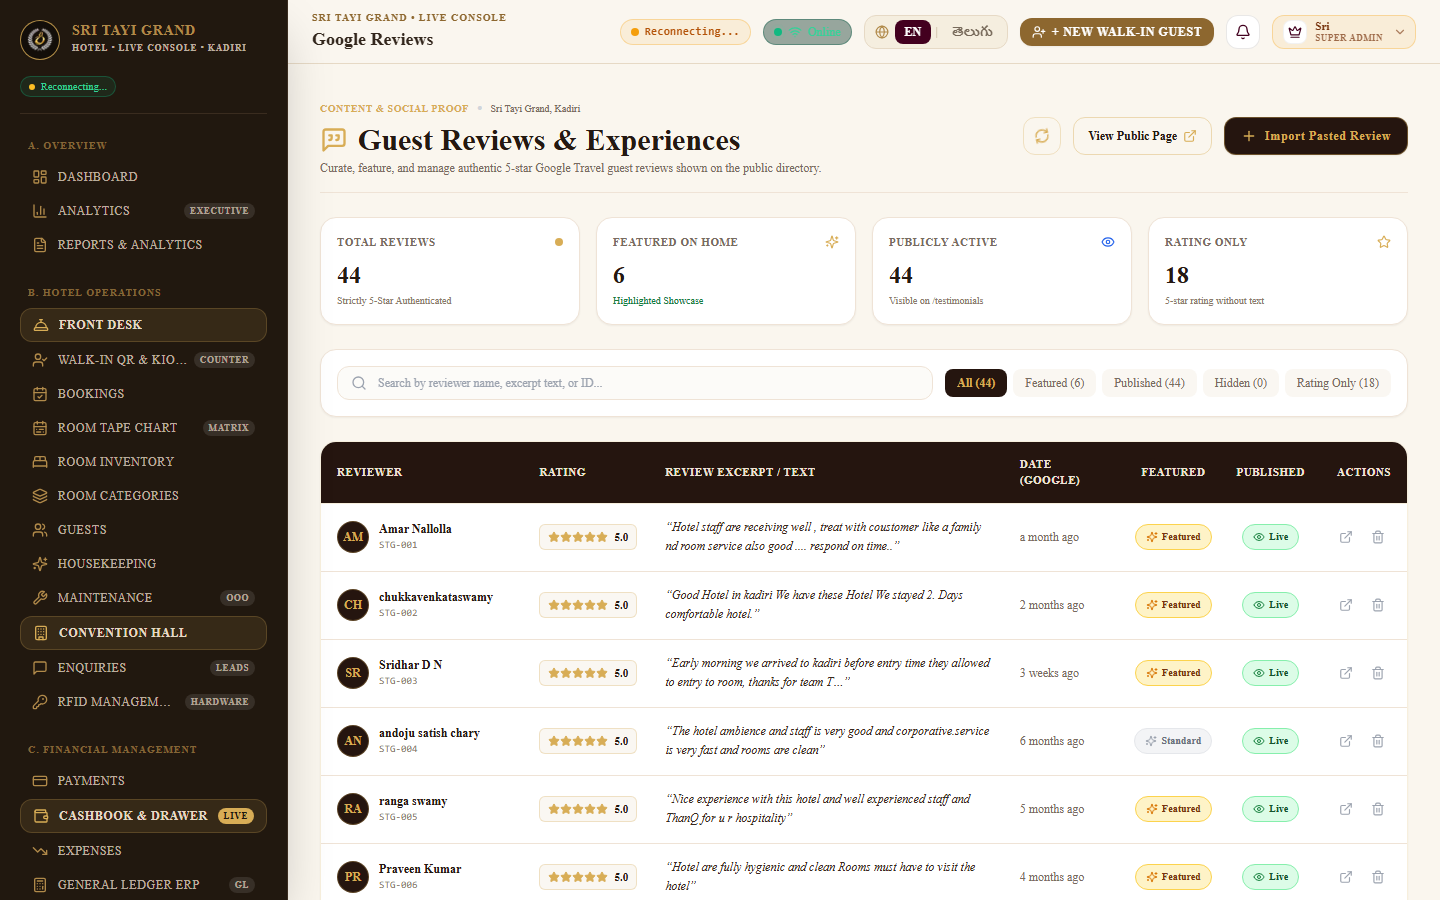 SRI TAYI GRAND
HOTEL • LIVE CONSOLE • KADIRI
Reconnecting...
A. OVERVIEW
DASHBOARD
ANALYTICS
EXECUTIVE
REPORTS & ANALYTICS
B. HOTEL OPERATIONS
FRONT DESK
WALK-IN QR & KIO...
COUNTER
BOOKINGS
ROOM TAPE CHART
MATRIX
ROOM INVENTORY
ROOM CATEGORIES
GUESTS
HOUSEKEEPING
MAINTENANCE
OOO
CONVENTION HALL
ENQUIRIES
LEADS
RFID MANAGEM...
HARDWARE
C. FINANCIAL MANAGEMENT
PAYMENTS
CASHBOOK & DRAWER
LIVE
EXPENSES
GENERAL LEDGER ERP
GL
SRI TAYI GRAND • LIVE CONSOLE
Google Reviews
Reconnecting...
EN
తెలుగు
+ NEW WALK-IN GUEST
Sri
SUPER ADMIN
CONTENT & SOCIAL PROOF • Sri Tayi Grand, Kadiri
Guest Reviews & Experiences
Curate, feature, and manage authentic 5-star Google Travel guest reviews shown on the public directory.
View Public Page
Import Pasted Review
TOTAL REVIEWS
44
Strictly 5-Star Authenticated
FEATURED ON HOME
6
Highlighted Showcase
PUBLICLY ACTIVE
44
Visible on /testimonials
RATING ONLY
18
5-star rating without text
Search by reviewer name, excerpt text, or ID...
All (44)
Featured (6)
Published (44)
Hidden (0)
Rating Only (18)
REVIEWER
RATING
REVIEW EXCERPT / TEXT
DATE
(GOOGLE)
FEATURED
PUBLISHED
ACTIONS
AM
Amar Nallolla
STG-001
5.0
“Hotel staff are receiving well , treat with coustomer like a family
nd room service also good .... respond on time..”
a month ago
Featured
Live
CH
chukkavenkataswamy
STG-002
5.0
“Good Hotel in kadiri We have these Hotel We stayed 2. Days
comfortable hotel.”
2 months ago
Featured
Live
SR
Sridhar D N
STG-003
5.0
“Early morning we arrived to kadiri before entry time they allowed
to entry to room, thanks for team T...”
3 weeks ago
Featured
Live
AN
andoju satish chary
STG-004
5.0
“The hotel ambience and staff is very good and corporative.service
is very fast and rooms are clean”
6 months ago
Standard
Live
RA
ranga swamy
STG-005
5.0
“Nice experience with this hotel and well experienced staff and
ThanQ for u r hospitality”
5 months ago
Featured
Live
PR
Praveen Kumar
STG-006
5.0
“Hotel are fully hygienic and clean Rooms must have to visit the
hotel”
4 months ago
Featured
Live